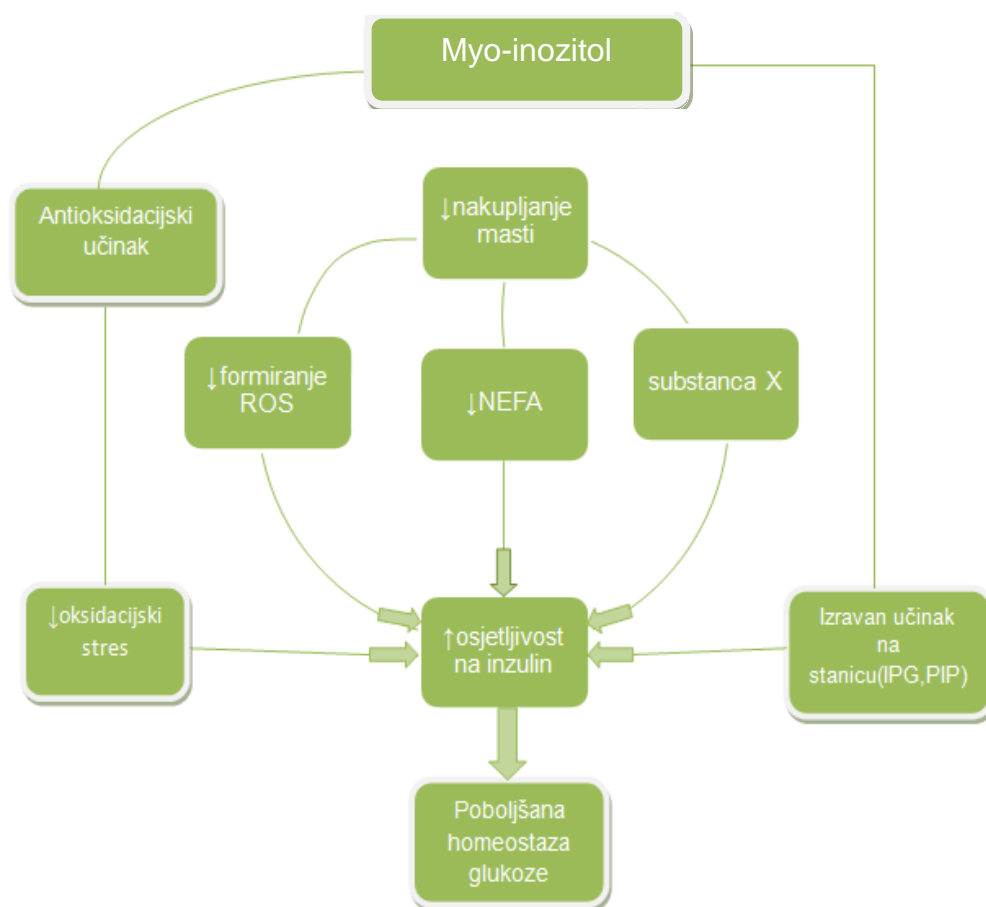 Myo-inozitol
Antioksidacijski
učinak
↓nakupljanje
masti
↓formiranje
ROS
↓NEFA
substanca X
↓oksidacijski
stres
↑osjetljivost
na inzulin
Izravan učinak
na
stanicu(IPG,PIP)
Poboljšana
homeostaza
glukoze